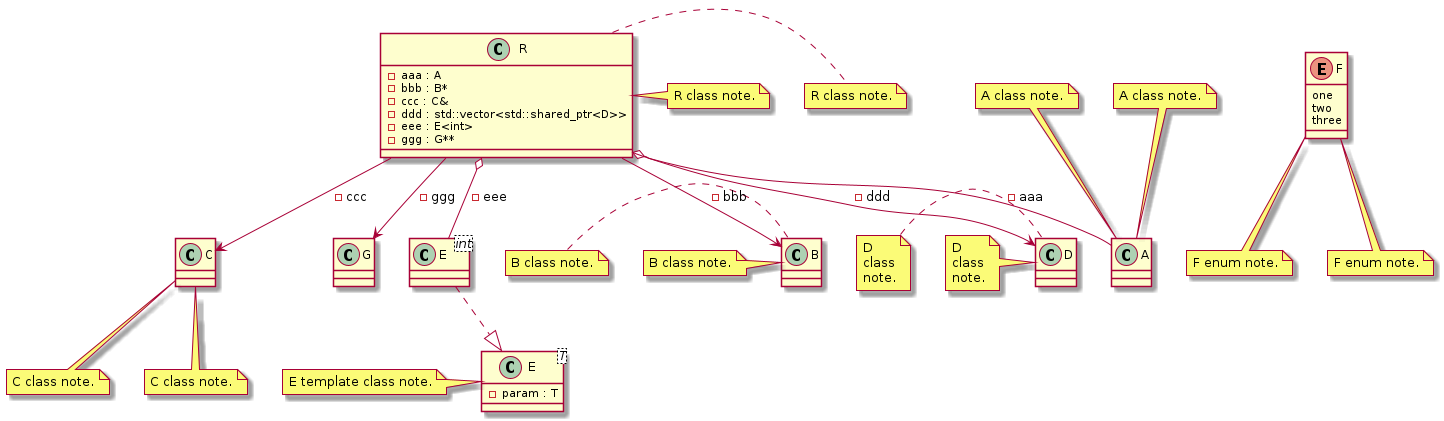 C R
aaa : A
bbb : B*
ccc : C&
ddd : std::vector<std::shared_ptr<D>>
eee : E<int>
ggg : G**
R class note.
R class note.
A class note.
A class note.
E F
one
two
three
ccc
ggg
eee
bbb
ddd
aaa
C C
C G
C E
int
B class note.
B class note.
C B
D
class
note.
D
class
note.
C D
C A
F enum note.
F enum note.
C class note.
C class note.
E template class note.
C E
T
param : T